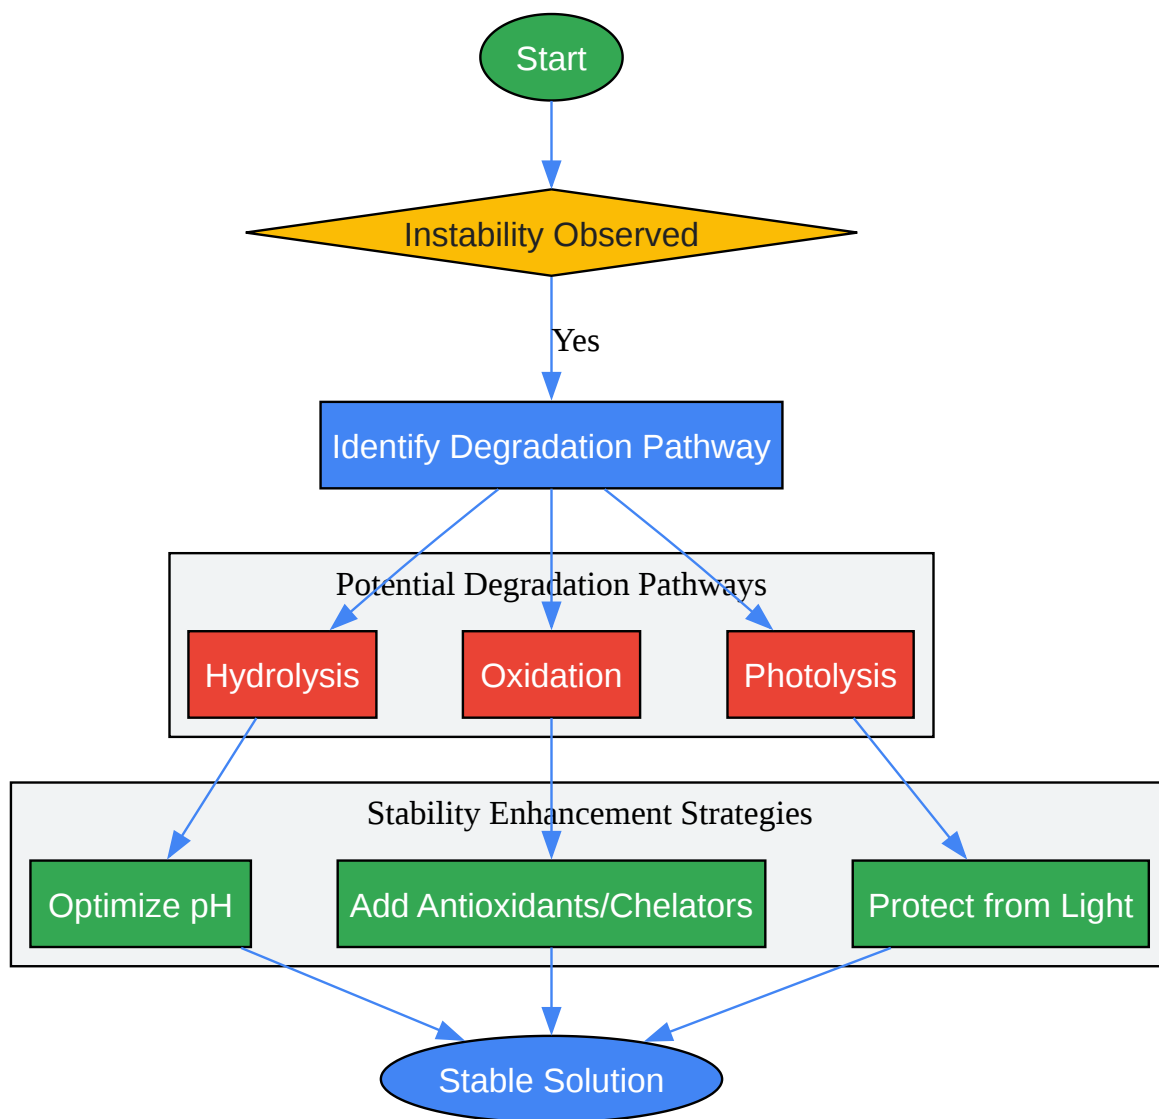 Start
Instability Observed
Yes
Identify Degradation Pathway
Potential Degradation Pathways
Hydrolysis
Oxidation
Photolysis
Stability Enhancement Strategies
Optimize pH
Add Antioxidants/Chelators
Protect from Light
Stable Solution